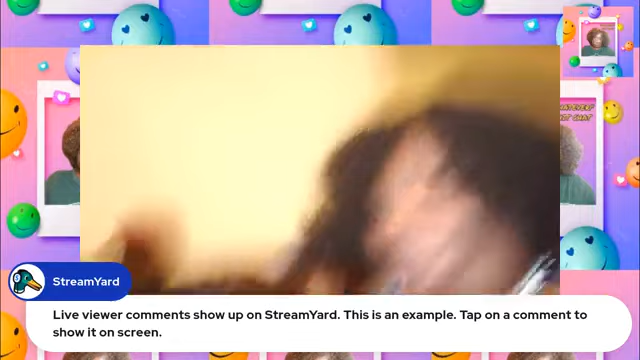 StreamYard
Live viewer comments show up on StreamYard. This is an example. Tap on a comment to
show it on screen.